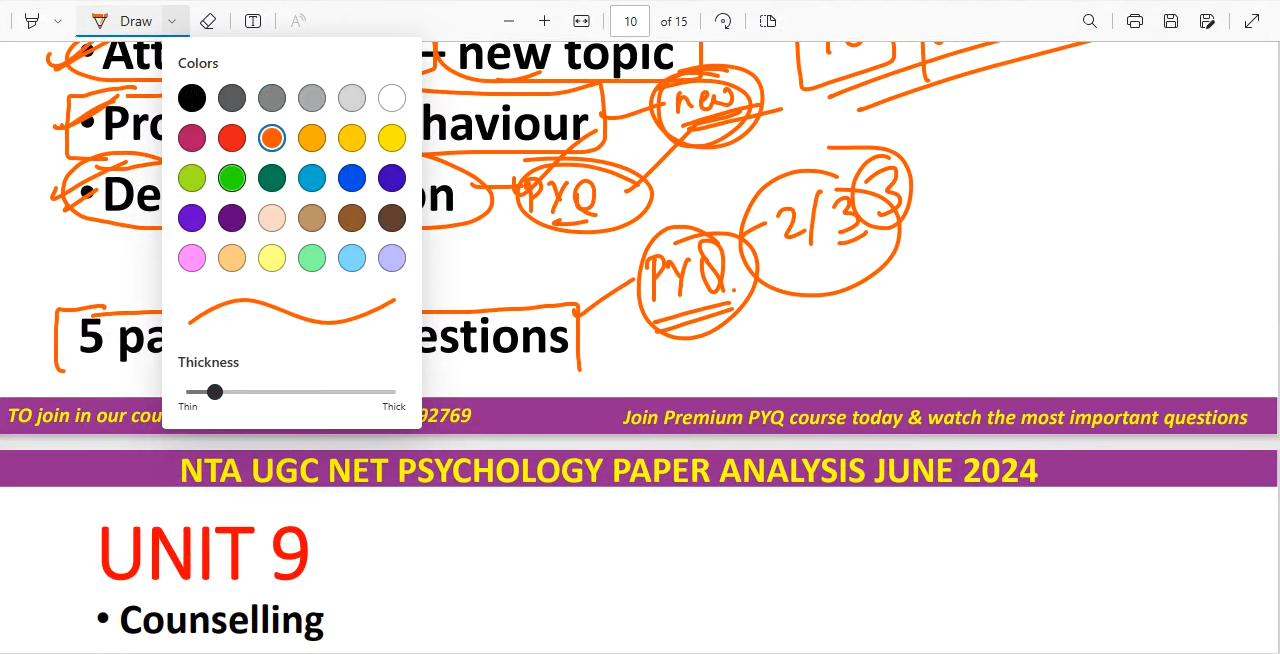 Draw
10 of 15
Colors
Thickness
Thin Thick
• Att – new topic
• Pro haviour
new
• De on
PYQ
2/3
3
PYQ.
5 pa estions
TO join in our cou 92769 Join Premium PYQ course today & watch the most important questions
NTA UGC NET PSYCHOLOGY PAPER ANALYSIS JUNE 2024
UNIT 9
• Counselling